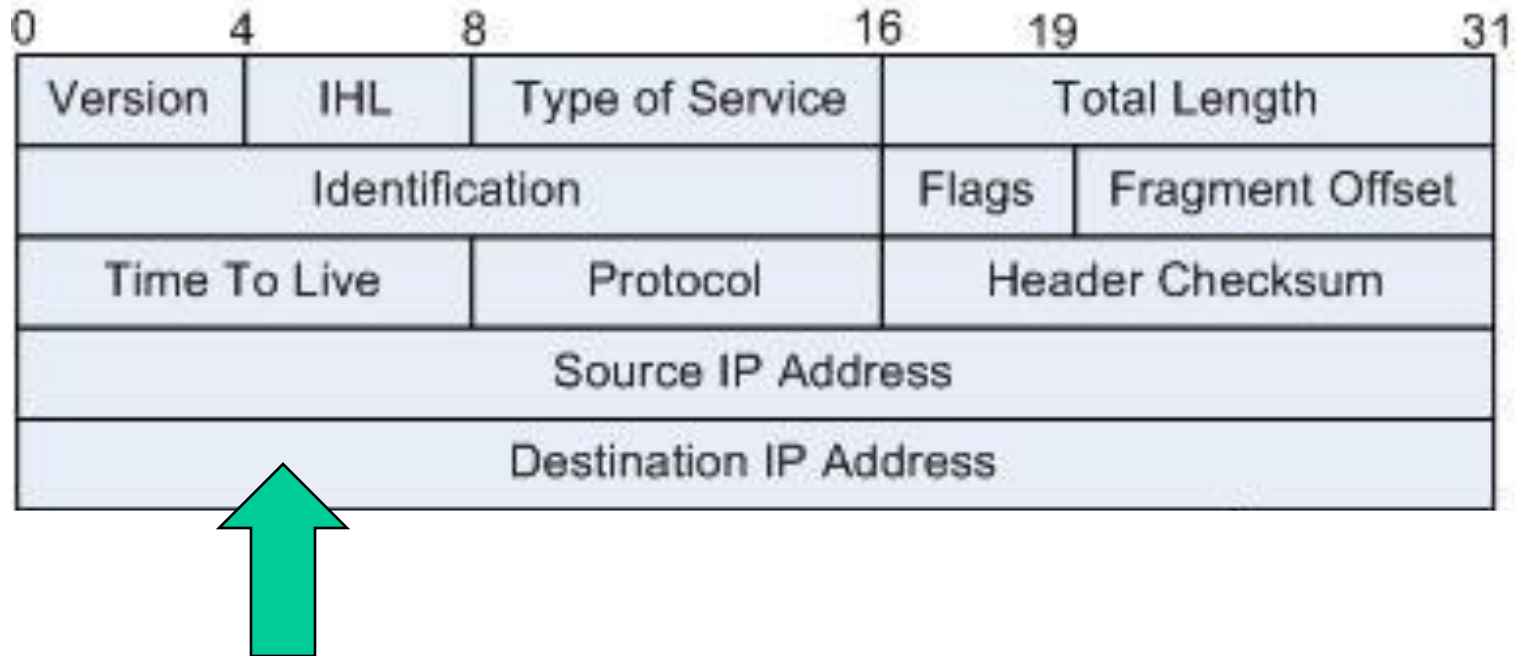 0 4 8 16 19 31
Version IHL Type of Service Total Length
Identification Flags Fragment Offset
Time To Live Protocol Header Checksum
Source IP Address
Destination IP Address